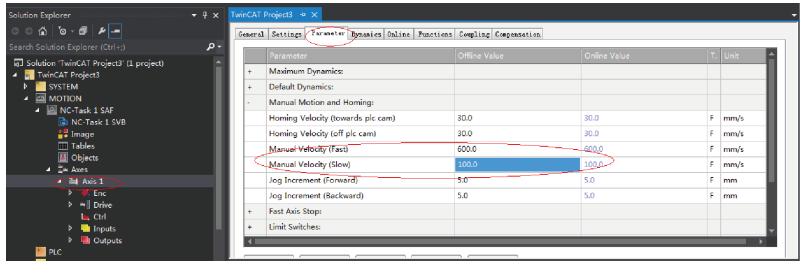 Solution Explorer
Search Solution Explorer (Ctrl+;)
Solution 'TwinCAT Project3' (1 project)
TwinCAT Project3
SYSTEM
MOTION
NC-Task 1 SAF
NC-Task 1 SVB
Image
Tables
Objects
Axes
Axis 1
Enc
Drive
Ctrl
Inputs
Outputs
PLC
TwinCAT Project3
General Settings Parameter Dynamics Online Functions Coupling Compensation
Parameter Offline Value Online Value T. Unit
+ Maximum Dynamics:
+ Default Dynamics:
- Manual Motion and Homing:
Homing Velocity (towards plc cam) 30.0 30.0 F mm/s
Homing Velocity (off plc cam) 30.0 30.0 F mm/s
Manual Velocity (Fast) 600.0 600.0 F mm/s
Manual Velocity (Slow) 100.0 100.0 F mm/s
Jog Increment (Forward) 5.0 5.0 F mm
Jog Increment (Backward) 5.0 5.0 F mm
+ Fast Axis Stop:
+ Limit Switches: